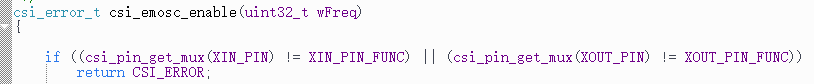 csi_error_t csi_emosc_enable(uint32_t wFreq)
{
if ((csi_pin_get_mux(XIN_PIN) != XIN_PIN_FUNC) || (csi_pin_get_mux(XOUT_PIN) != XOUT_PIN_FUNC))
return CSI_ERROR;